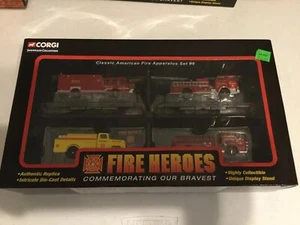 CORGI
Classic American Fire Apparatus Set #4
FIRE HEROES
COMMEMORATING OUR BRAVEST
•Authentic Replica
•Intricate Die-Cast Details
•Highly Collectible
•Unique Display Stand